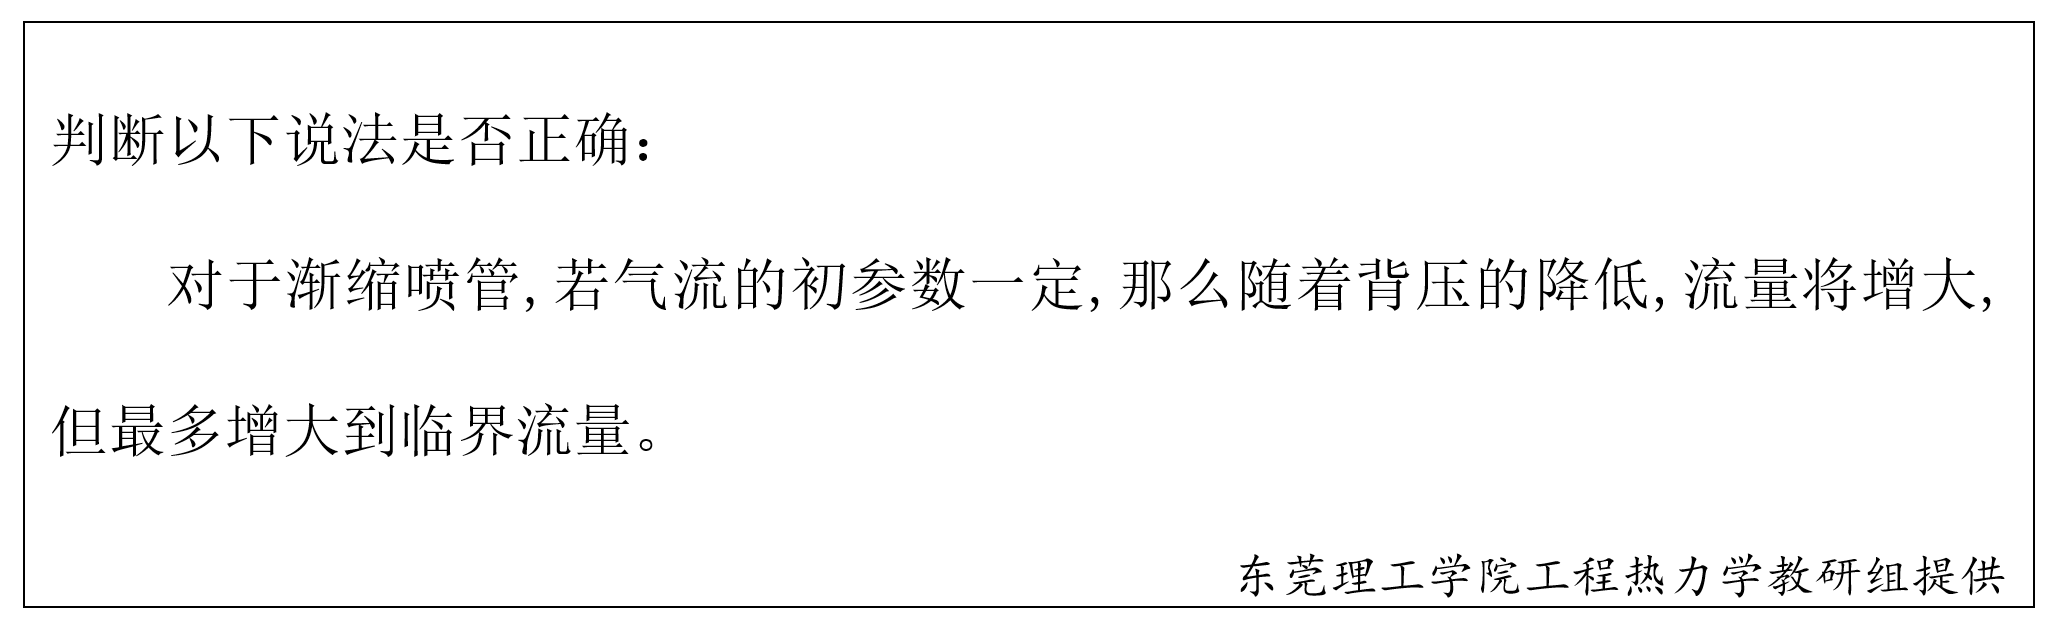 判断以下说法是否正确：
对于渐缩喷管,若气流的初参数一定,那么随着背压的降低,流量将增大,
但最多增大到临界流量。
东莞理工学院工程热力学教研组提供